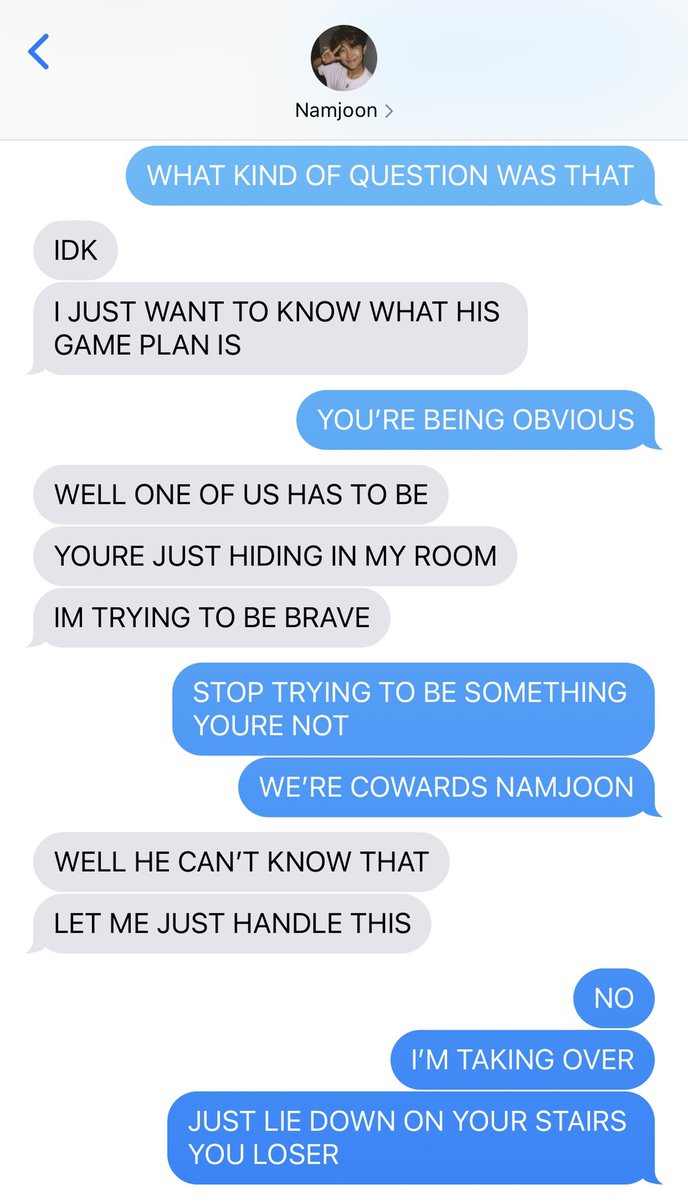 Namjoon
WHAT KIND OF QUESTION WAS THAT
IDK
I JUST WANT TO KNOW WHAT HIS
GAME PLAN IS
YOU'RE BEING OBVIOUS
WELL ONE OF US HAS TO BE
YOURE JUST HIDING IN MY ROOM
IM TRYING TO BE BRAVE
STOP TRYING TO BE SOMETHING
YOURE NOT
WE'RE COWARDS NAMJOON
WELL HE CAN'T KNOW THAT
LET ME JUST HANDLE THIS
NO
I'M TAKING OVER
JUST LIE DOWN ON YOUR STAIRS
YOU LOSER